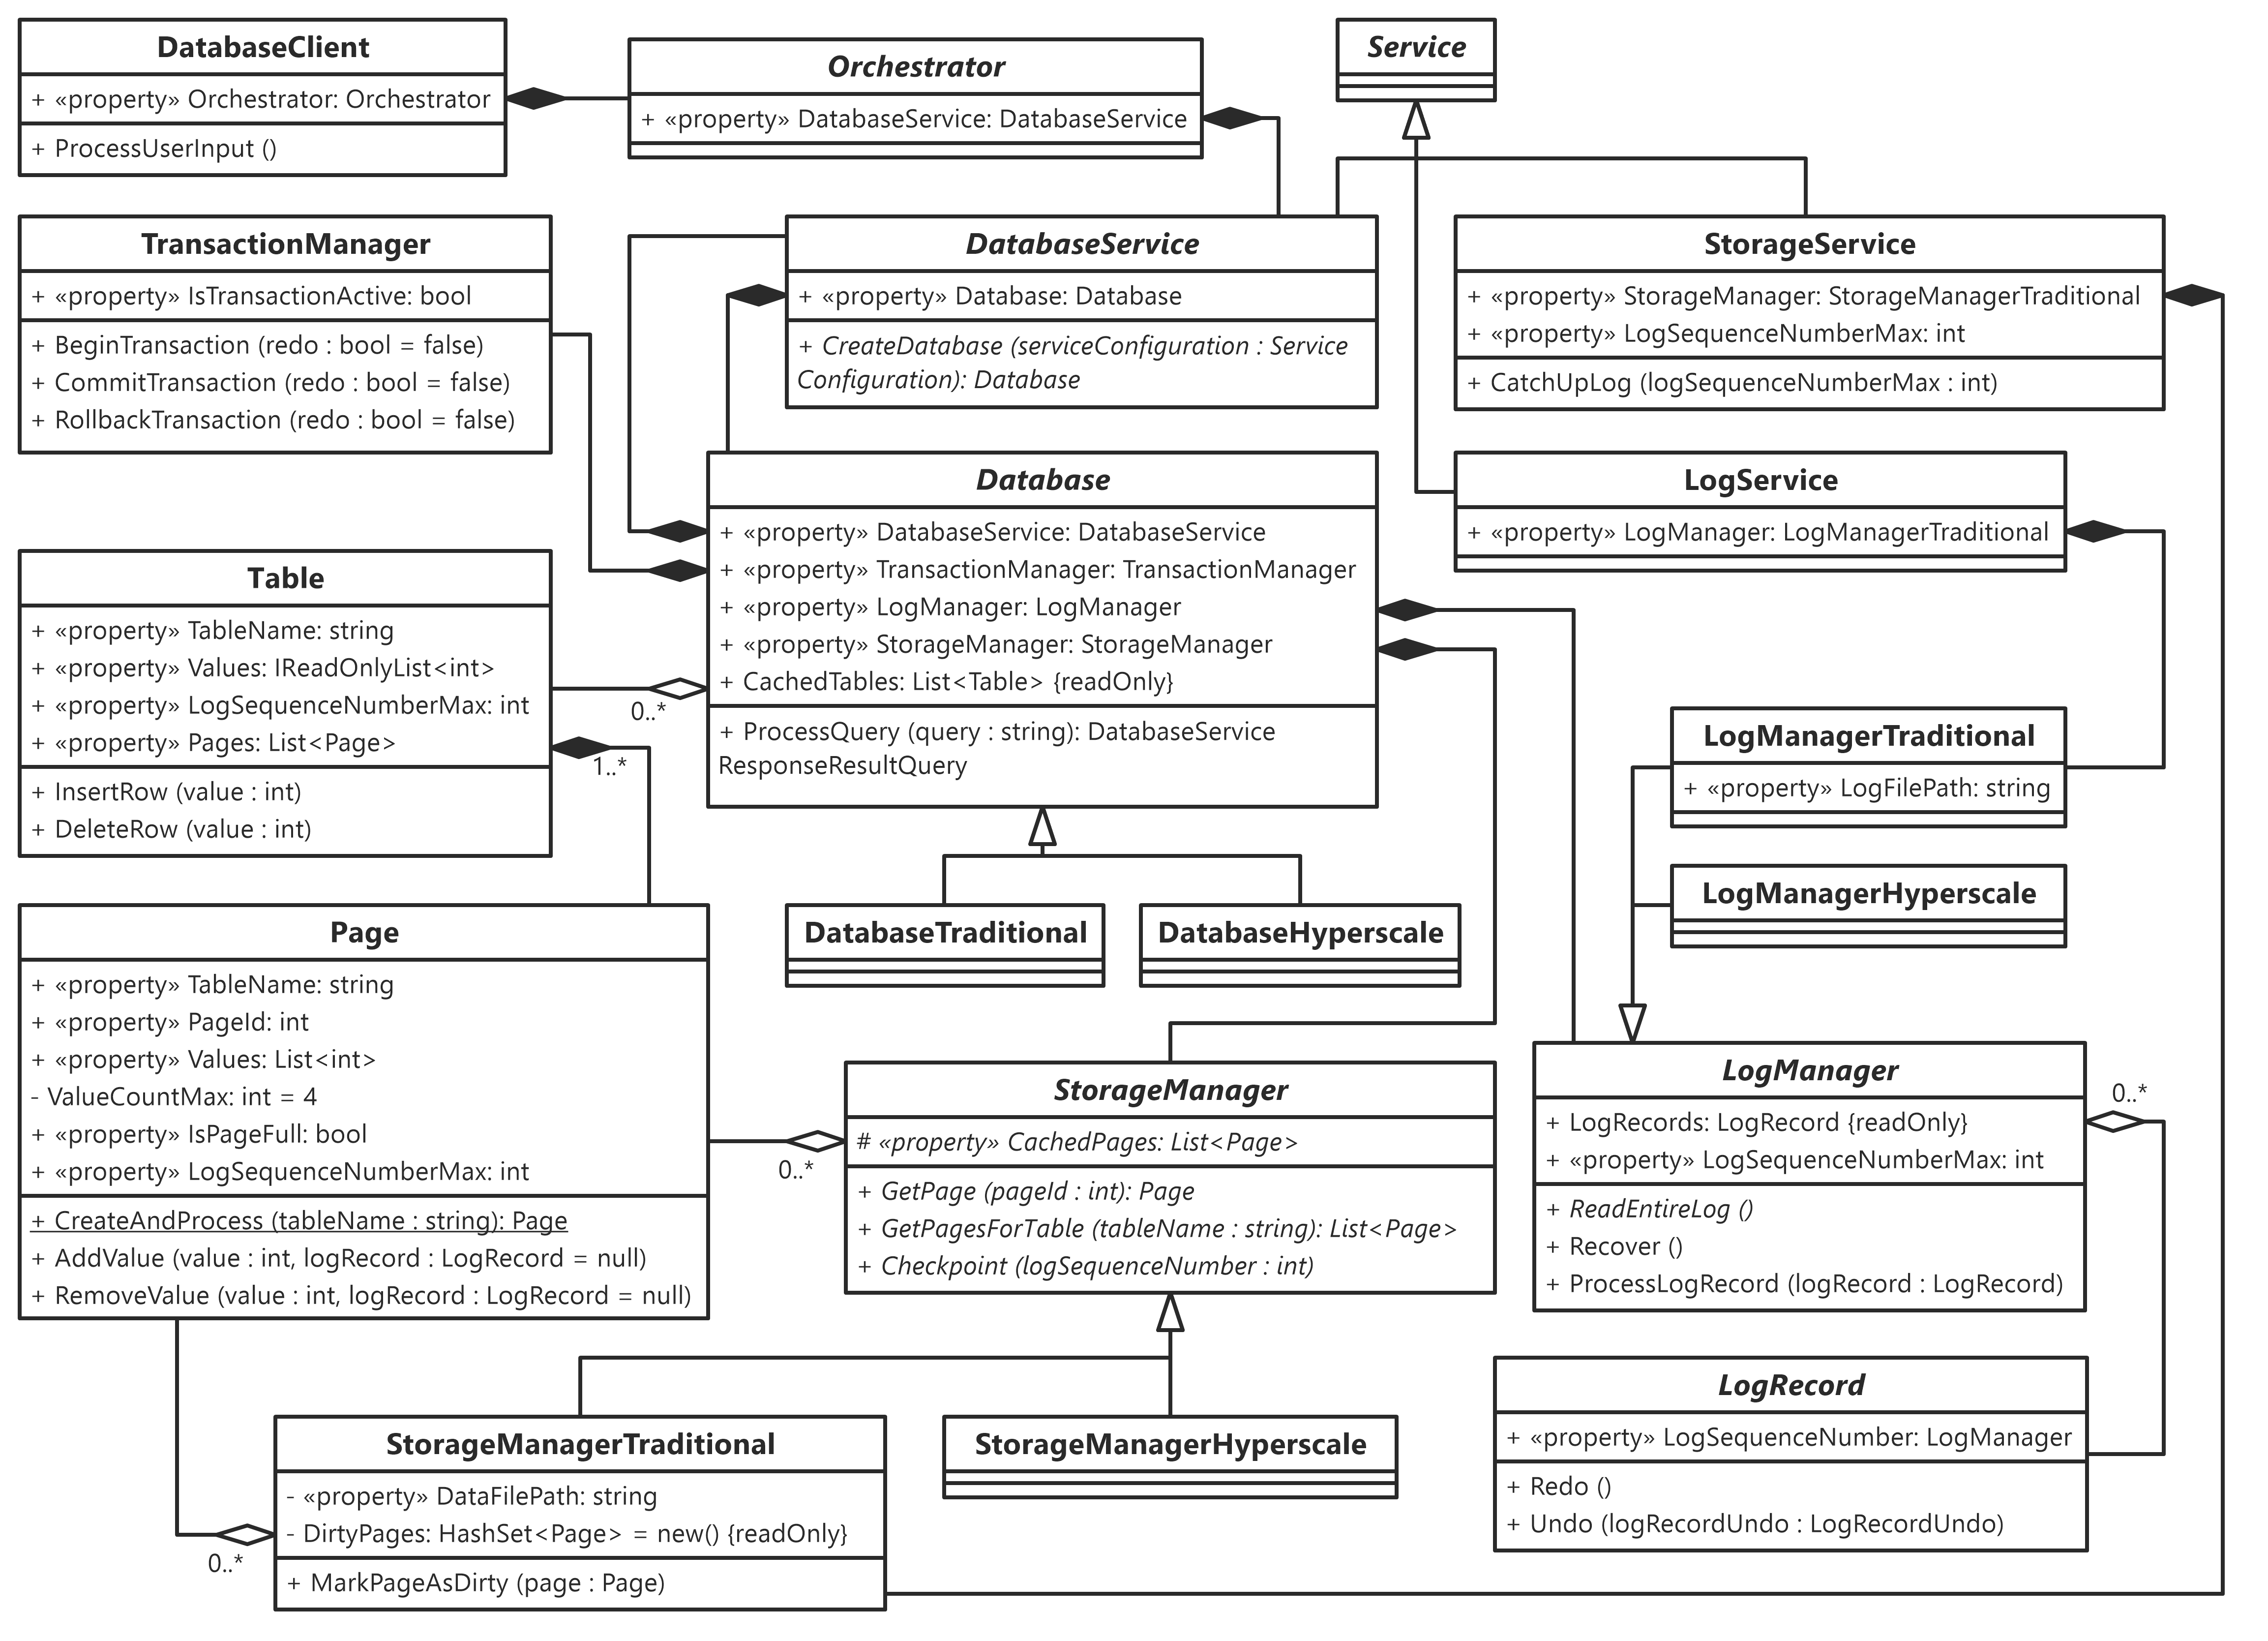 DatabaseClient
+ «property» Orchestrator: Orchestrator
+ ProcessUserInput ()
Orchestrator
+ «property» DatabaseService: DatabaseService
Service
TransactionManager
+ «property» IsTransactionActive: bool
+ BeginTransaction (redo : bool = false)
+ CommitTransaction (redo : bool = false)
+ RollbackTransaction (redo : bool = false)
DatabaseService
+ «property» Database: Database
+ CreateDatabase (serviceConfiguration : Service
Configuration): Database
StorageService
+ «property» StorageManager: StorageManagerTraditional
+ «property» LogSequenceNumberMax: int
+ CatchUpLog (logSequenceNumberMax : int)
Database
+ «property» DatabaseService: DatabaseService
+ «property» TransactionManager: TransactionManager
+ «property» LogManager: LogManager
+ «property» StorageManager: StorageManager
+ CachedTables: List<Table> {readOnly}
+ ProcessQuery (query : string): DatabaseService
ResponseResultQuery
LogService
+ «property» LogManager: LogManagerTraditional
Table
+ «property» TableName: string
+ «property» Values: IReadOnlyList<int>
+ «property» LogSequenceNumberMax: int
+ «property» Pages: List<Page>
+ InsertRow (value : int)
+ DeleteRow (value : int)
0..*
1..*
LogManagerTraditional
+ «property» LogFilePath: string
LogManagerHyperscale
DatabaseTraditional
DatabaseHyperscale
Page
+ «property» TableName: string
+ «property» PageId: int
+ «property» Values: List<int>
- ValueCountMax: int = 4
+ «property» IsPageFull: bool
+ «property» LogSequenceNumberMax: int
+ CreateAndProcess (tableName : string): Page
+ AddValue (value : int, logRecord : LogRecord = null)
+ RemoveValue (value : int, logRecord : LogRecord = null)
0..*
StorageManager
# «property» CachedPages: List<Page>
+ GetPage (pageId : int): Page
+ GetPagesForTable (tableName : string): List<Page>
+ Checkpoint (logSequenceNumber : int)
LogManager
+ LogRecords: LogRecord {readOnly}
+ «property» LogSequenceNumberMax: int
+ ReadEntireLog ()
+ Recover ()
+ ProcessLogRecord (logRecord : LogRecord)
0..*
StorageManagerTraditional
- «property» DataFilePath: string
- DirtyPages: HashSet<Page> = new() {readOnly}
+ MarkPageAsDirty (page : Page)
0..*
StorageManagerHyperscale
LogRecord
+ «property» LogSequenceNumber: LogManager
+ Redo ()
+ Undo (logRecordUndo : LogRecordUndo)